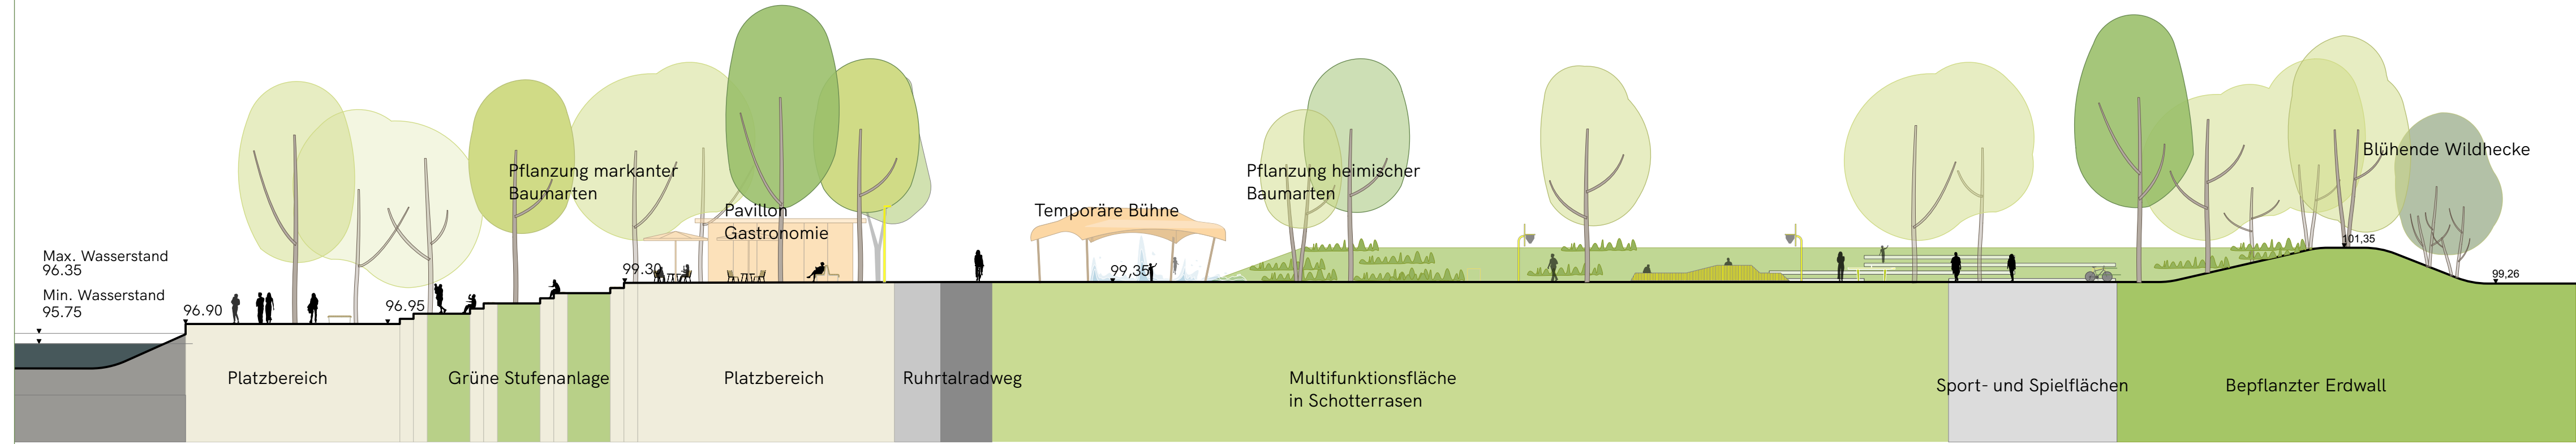 Max. Wasserstand
96.35
Min. Wasserstand
95.75
96.90
96.95
Pflanzung markanter
Baumarten
99.30
Pavillon
Gastronomie
Temporäre Bühne
99,35
Pflanzung heimischer
Baumarten
Blühende Wildhecke
101,35
99,26
Platzbereich
Grüne Stufenanlage
Platzbereich
Ruhrtalradweg
Multifunktionsfläche
in Schotterrasen
Sport- und Spielflächen
Bepflanzter Erdwall